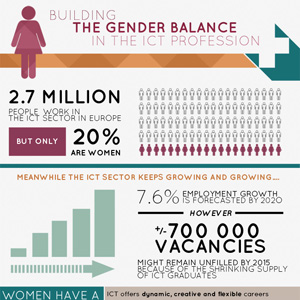 BUILDING
THE GENDER BALANCE
IN THE ICT PROFESSION
2.7 MILLION
PEOPLE WORK IN
THE ICT SECTOR IN EUROPE
BUT ONLY
20%
ARE WOMEN
MEANWHILE THE ICT SECTOR KEEPS GROWING AND GROWING...
7.6% EMPLOYMENT GROWTH
IS FORECASTED BY 2020
HOWEVER
+/-700 000
VACANCIES
MIGHT REMAIN UNFILLED BY 2015
BECAUSE OF THE SHRINKING SUPPLY
OF ICT GRADUATES
WOMEN HAVE A
ICT offers dynamic, creative and flexible careers